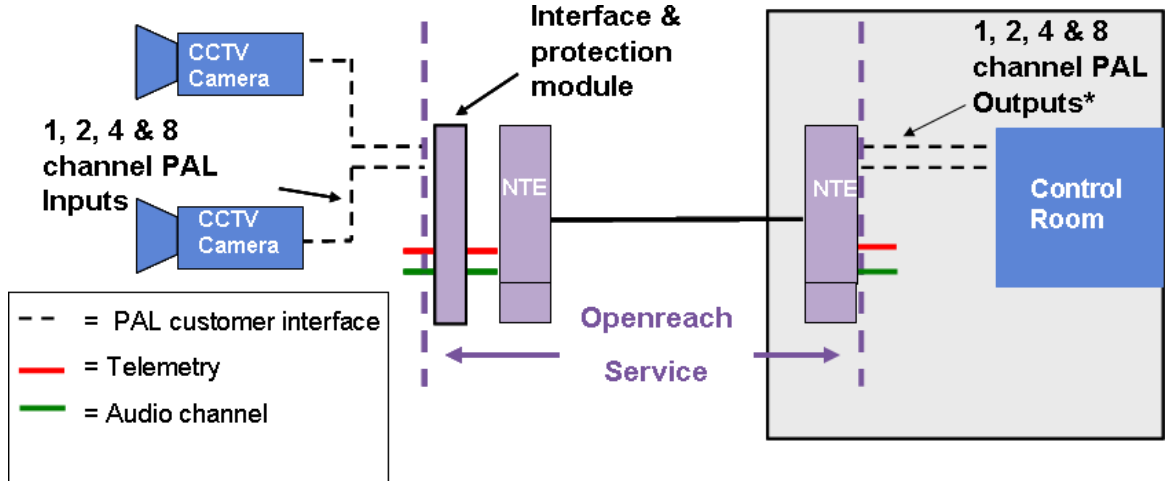 Interface &
protection
module
1, 2, 4 & 8
channel PAL
Outputs*
CCTV
Camera
1, 2, 4 & 8
channel PAL
Inputs
CCTV
Camera
NTE
NTE
Control
Room
Openreach
Service
= PAL customer interface
= Telemetry
= Audio channel